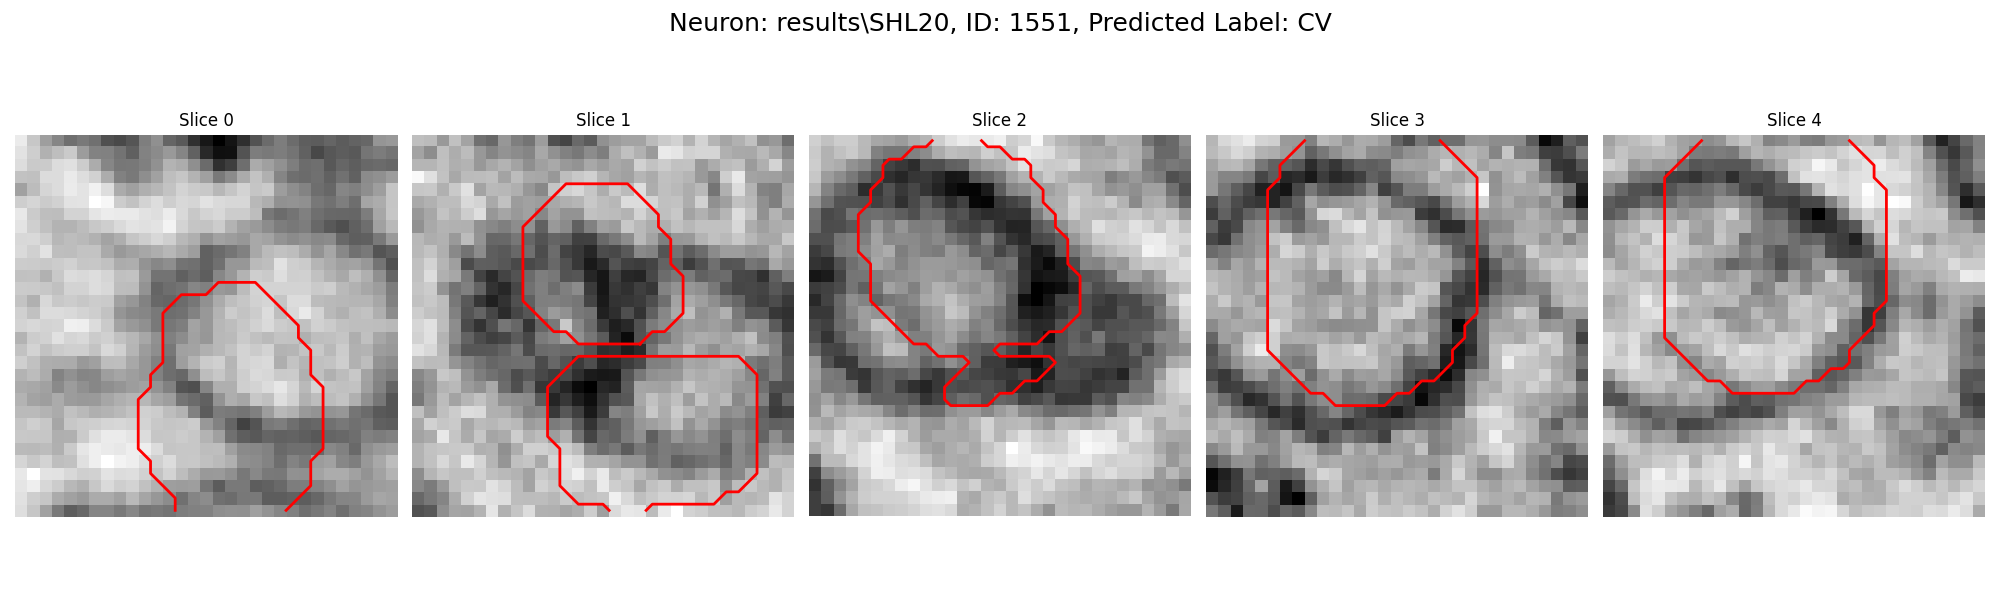 Neuron: results\SHL20, ID: 1551, Predicted Label: CV
Slice 0
Slice 1
Slice 2
Slice 3
Slice 4